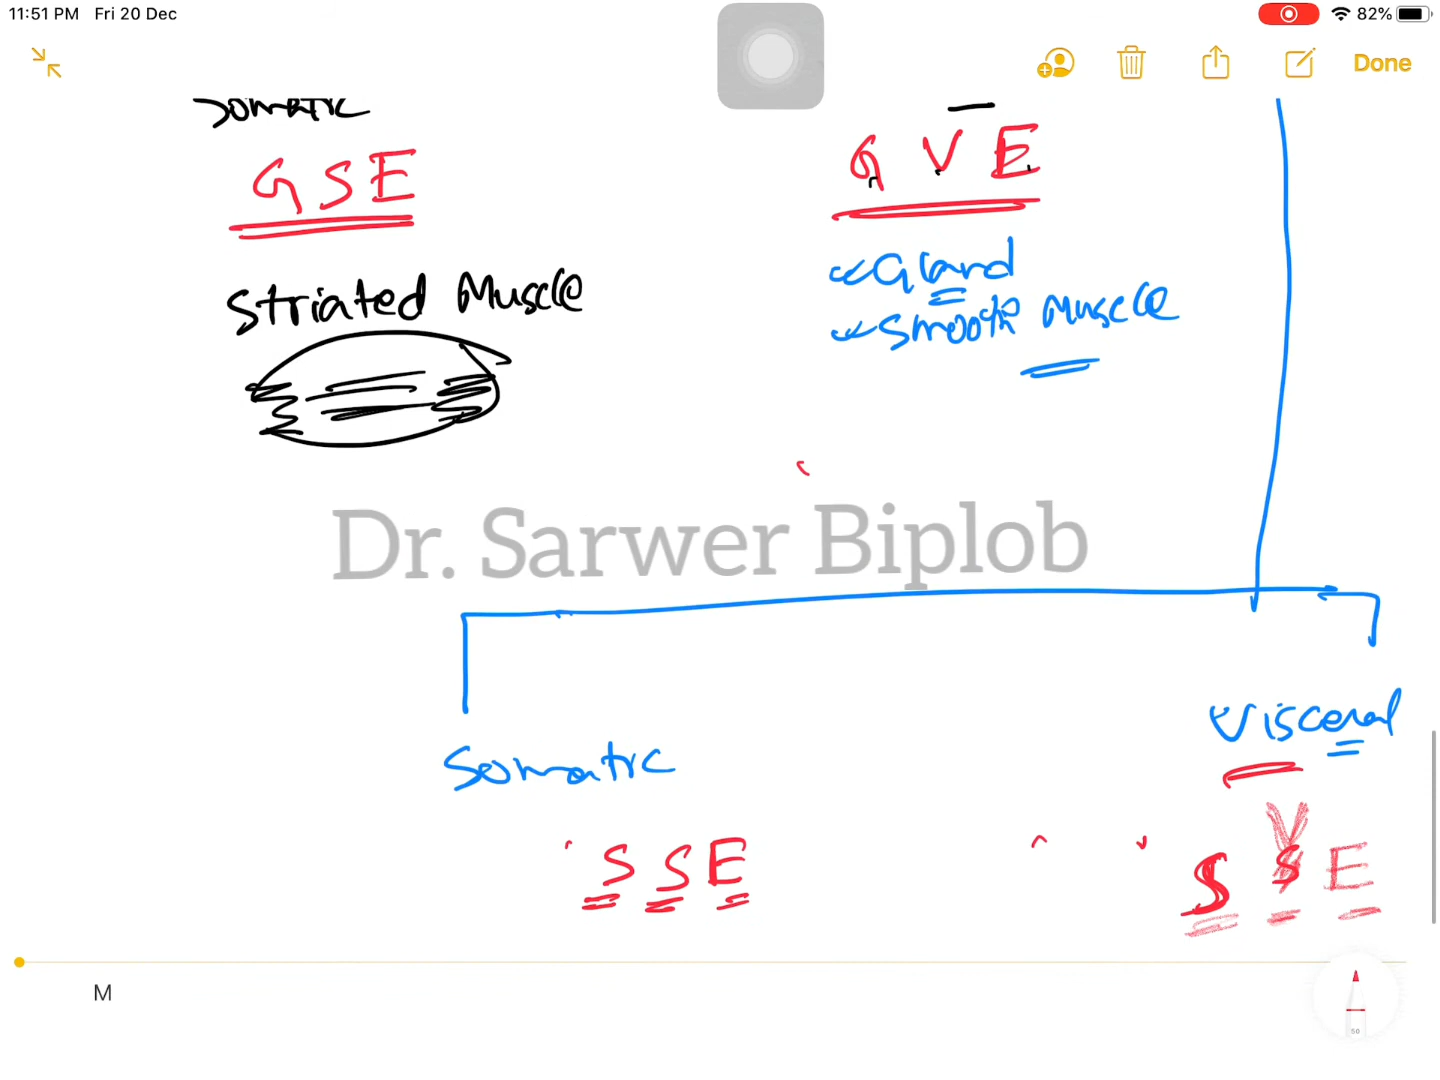 11:51 PM Fri 20 Dec 82%
Done
Somatic
GSE
GVE
Striated Muscle
Gland
Smooth Muscle
Dr. Sarwer Biplob
Visceral
Somatic
SSE
E
M
50